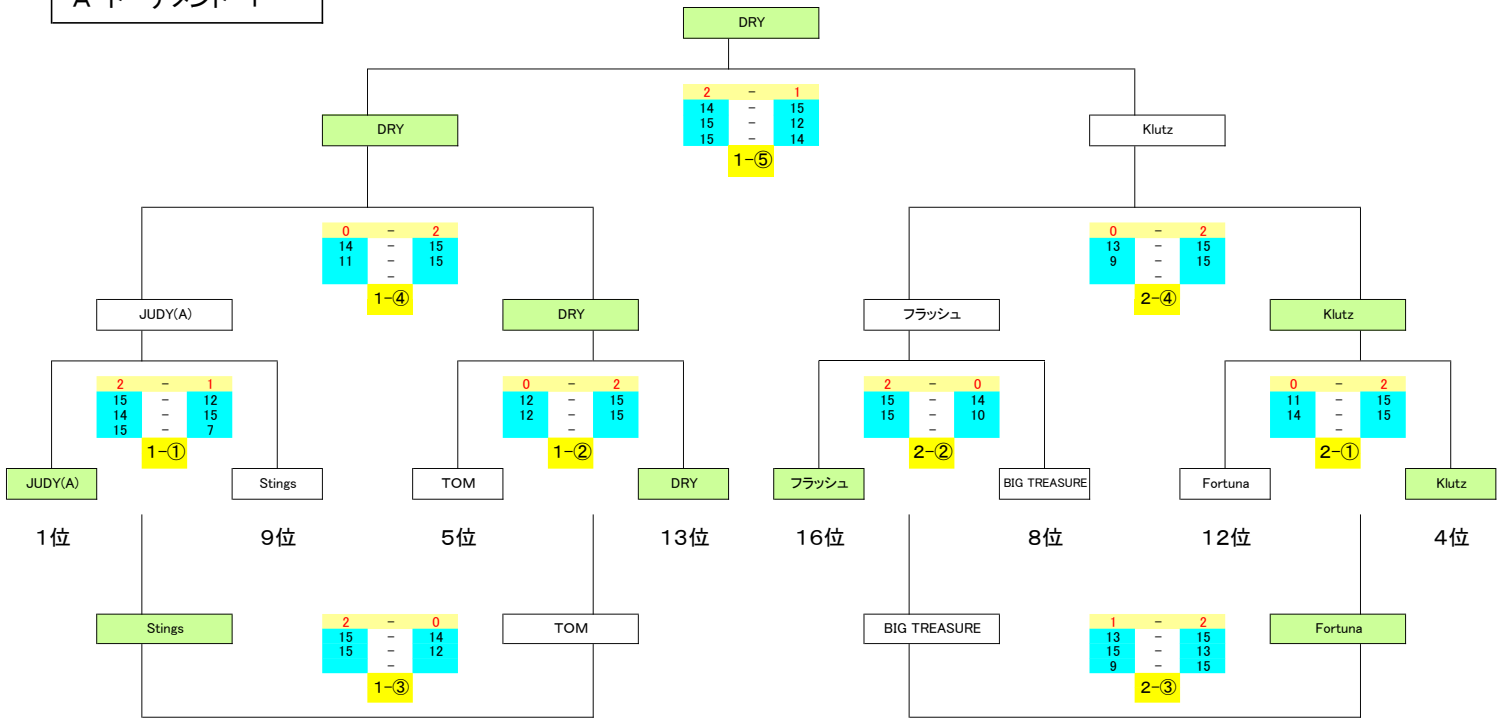 DRY
2 - 1
14 - 15
15 - 12
15 - 14
1-⑤
DRY
Klutz
0 - 2
14 - 15
11 - 15
-
1-④
0 - 2
13 - 15
9 - 15
-
2-④
JUDY(A)
DRY
フラッシュ
Klutz
2 - 1
15 - 12
14 - 15
15 - 7
1-①
0 - 2
12 - 15
12 - 15
-
1-②
2 - 0
15 - 14
15 - 10
-
2-②
0 - 2
11 - 15
14 - 15
-
2-①
JUDY(A)
Stings
TOM
DRY
フラッシュ
BIG TREASURE
Fortuna
Klutz
1位
9位
5位
13位
16位
8位
12位
4位
Stings
2 - 0
15 - 14
15 - 12
-
1-③
TOM
BIG TREASURE
1 - 2
13 - 15
15 - 13
9 - 15
2-③
Fortuna